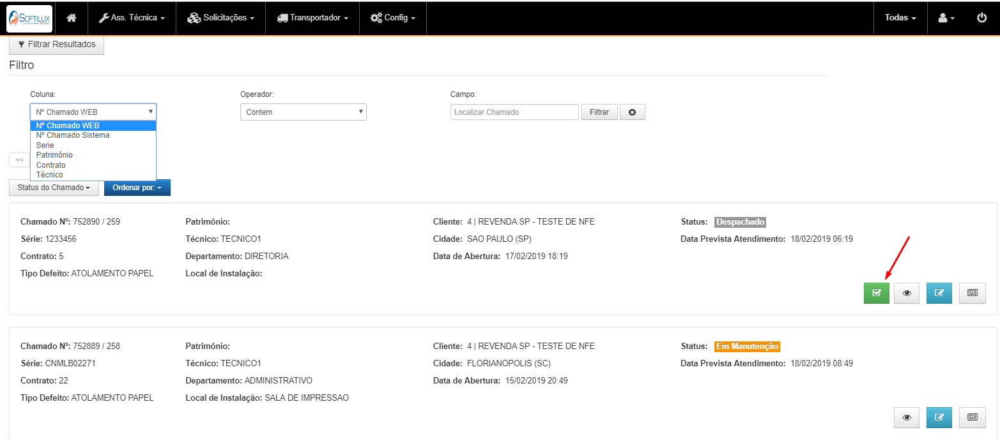 SOFTILUX Ass. Técnica Solicitações Transportador Config Todas
Filtrar Resultados
Filtro
Coluna: Operador: Campo:
Nº Chamado WEB Contem Localizar Chamado Filtrar
Nº Chamado WEB
Nº Chamado Sistema
Serie
Patrimônio
<<
Contrato
Técnico
Status do Chamado Ordenar por:
Chamado Nº: 752890 / 259 Patrimônio: Cliente: 4 | REVENDA SP - TESTE DE NFE Status: Despachado
Série: 1233456 Técnico: TECNICO1 Cidade: SAO PAULO (SP) Data Prevista Atendimento: 18/02/2019 06:19
Contrato: 5 Departamento: DIRETORIA Data de Abertura: 17/02/2019 18:19
Tipo Defeito: ATOLAMENTO PAPEL Local de Instalação:
Chamado Nº: 752889 / 258 Patrimônio: Cliente: 4 | REVENDA SP - TESTE DE NFE Status: Em Manutenção
Série: CNMLB02271 Técnico: TECNICO1 Cidade: FLORIANOPOLIS (SC) Data Prevista Atendimento: 18/02/2019 08:49
Contrato: 22 Departamento: ADMINISTRATIVO Data de Abertura: 15/02/2019 20:49
Tipo Defeito: ATOLAMENTO PAPEL Local de Instalação: SALA DE IMPRESSAO